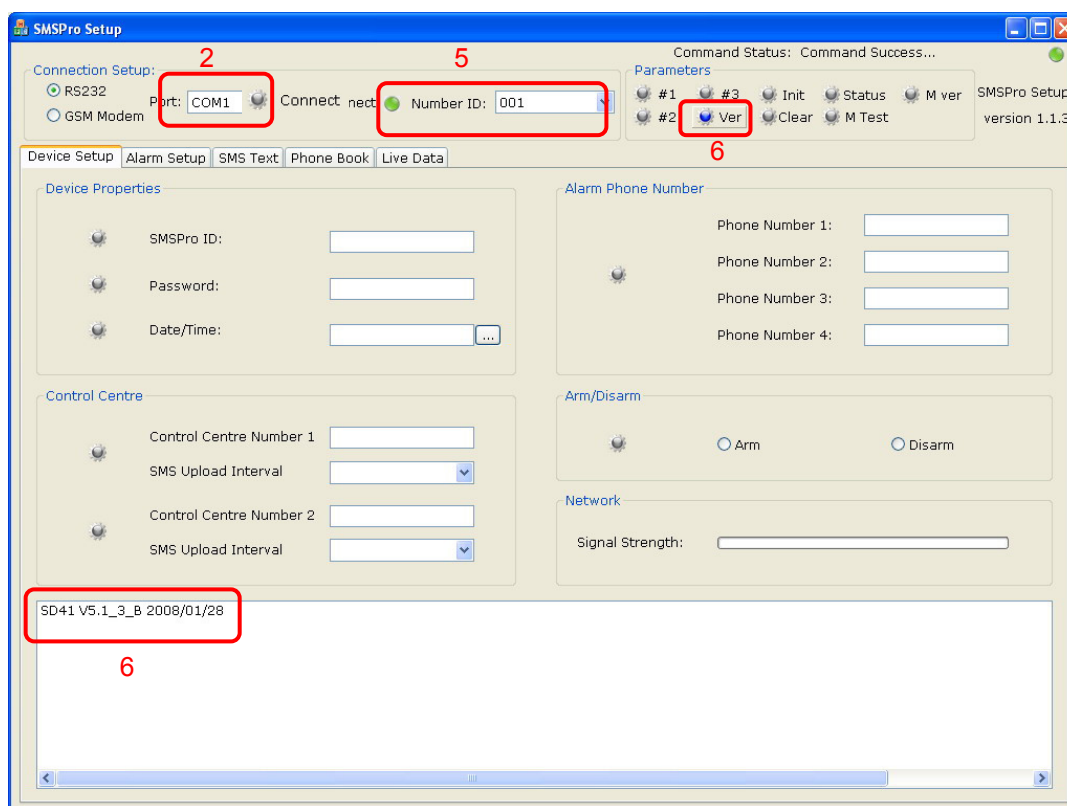 SMSPro Setup
Command Status: Command Success...
2
5
Connection Setup:
Parameters
RS232
GSM Modem
Port: COM1
Connect nect
Number ID: 001
#1 #3 Init Status M ver
#2 Ver Clear M Test
SMSPro Setup
version 1.1.3
6
Device Setup Alarm Setup SMS Text Phone Book Live Data
Device Properties
SMSPro ID:
Password:
Date/Time:
...
Alarm Phone Number
Phone Number 1:
Phone Number 2:
Phone Number 3:
Phone Number 4:
Control Centre
Control Centre Number 1
SMS Upload Interval
Control Centre Number 2
SMS Upload Interval
Arm/Disarm
Arm Disarm
Network
Signal Strength:
SD41 V5.1_3_B 2008/01/28
6